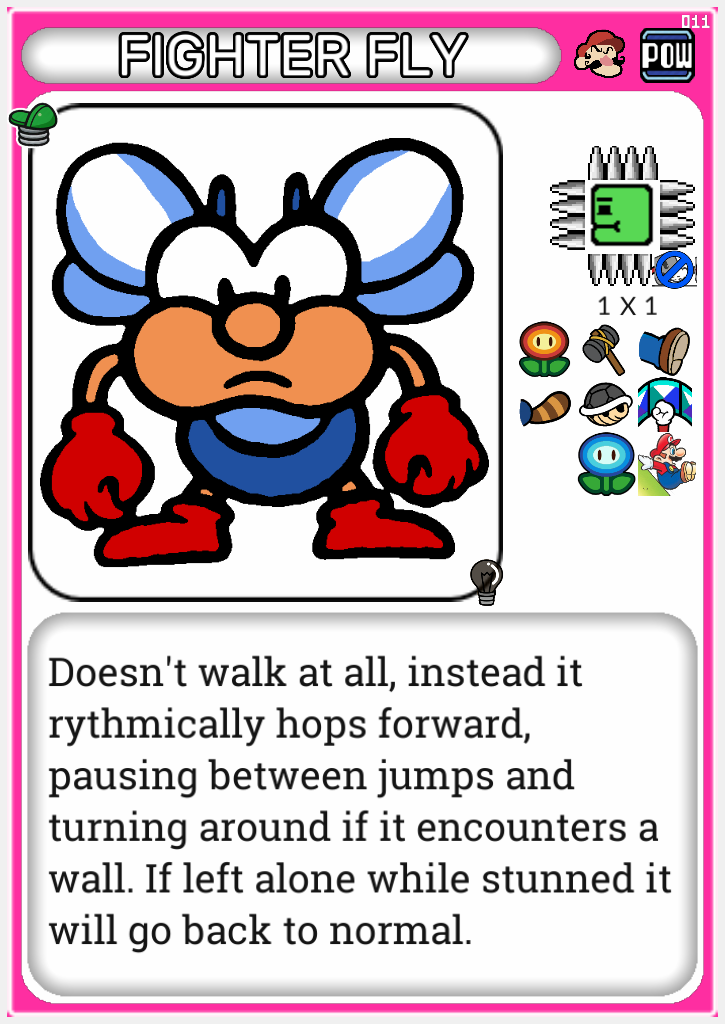 011
FIGHTER FLY
POW
1 X 1
Doesn't walk at all, instead it
rythmically hops forward,
pausing between jumps and
turning around if it encounters a
wall. If left alone while stunned it
will go back to normal.